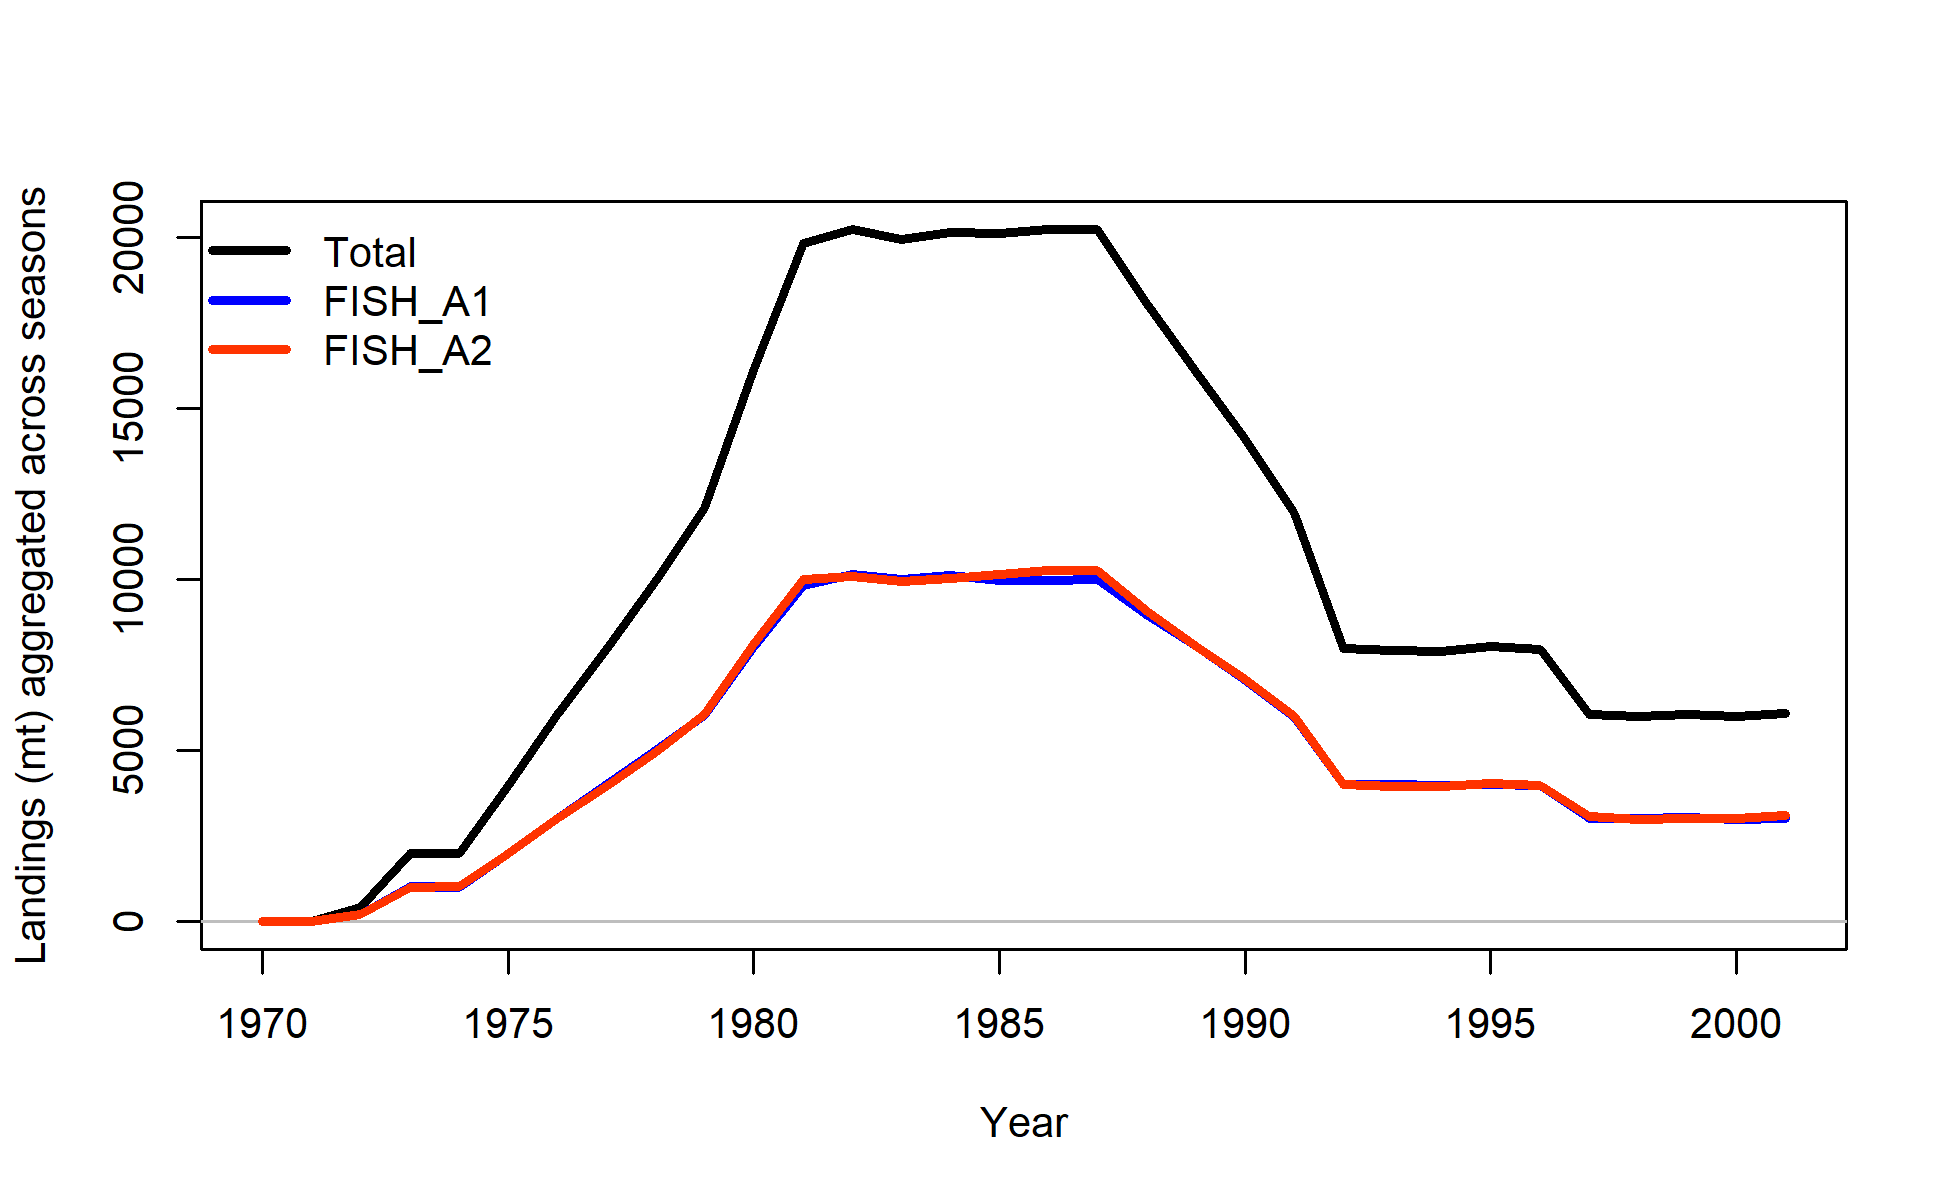 Landings (mt) aggregated across seasons
20000
15000
10000
5000
0
Total
FISH_A1
FISH_A2
1970 1975 1980 1985 1990 1995 2000
Year